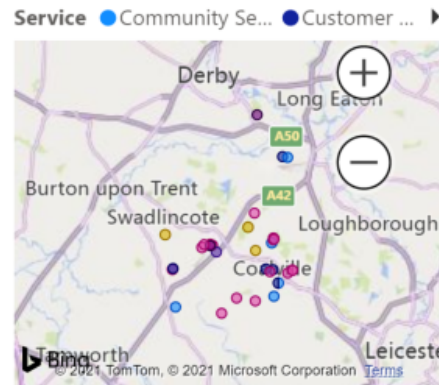 Service Community Se... Customer ...
Derby
Long Eaton
A50
A42
Burton upon Trent
Swadlincote
Loughborough
Coalville
Tamworth
Leiceste
Bing
© 2021 TomTom, © 2021 Microsoft Corporation Terms